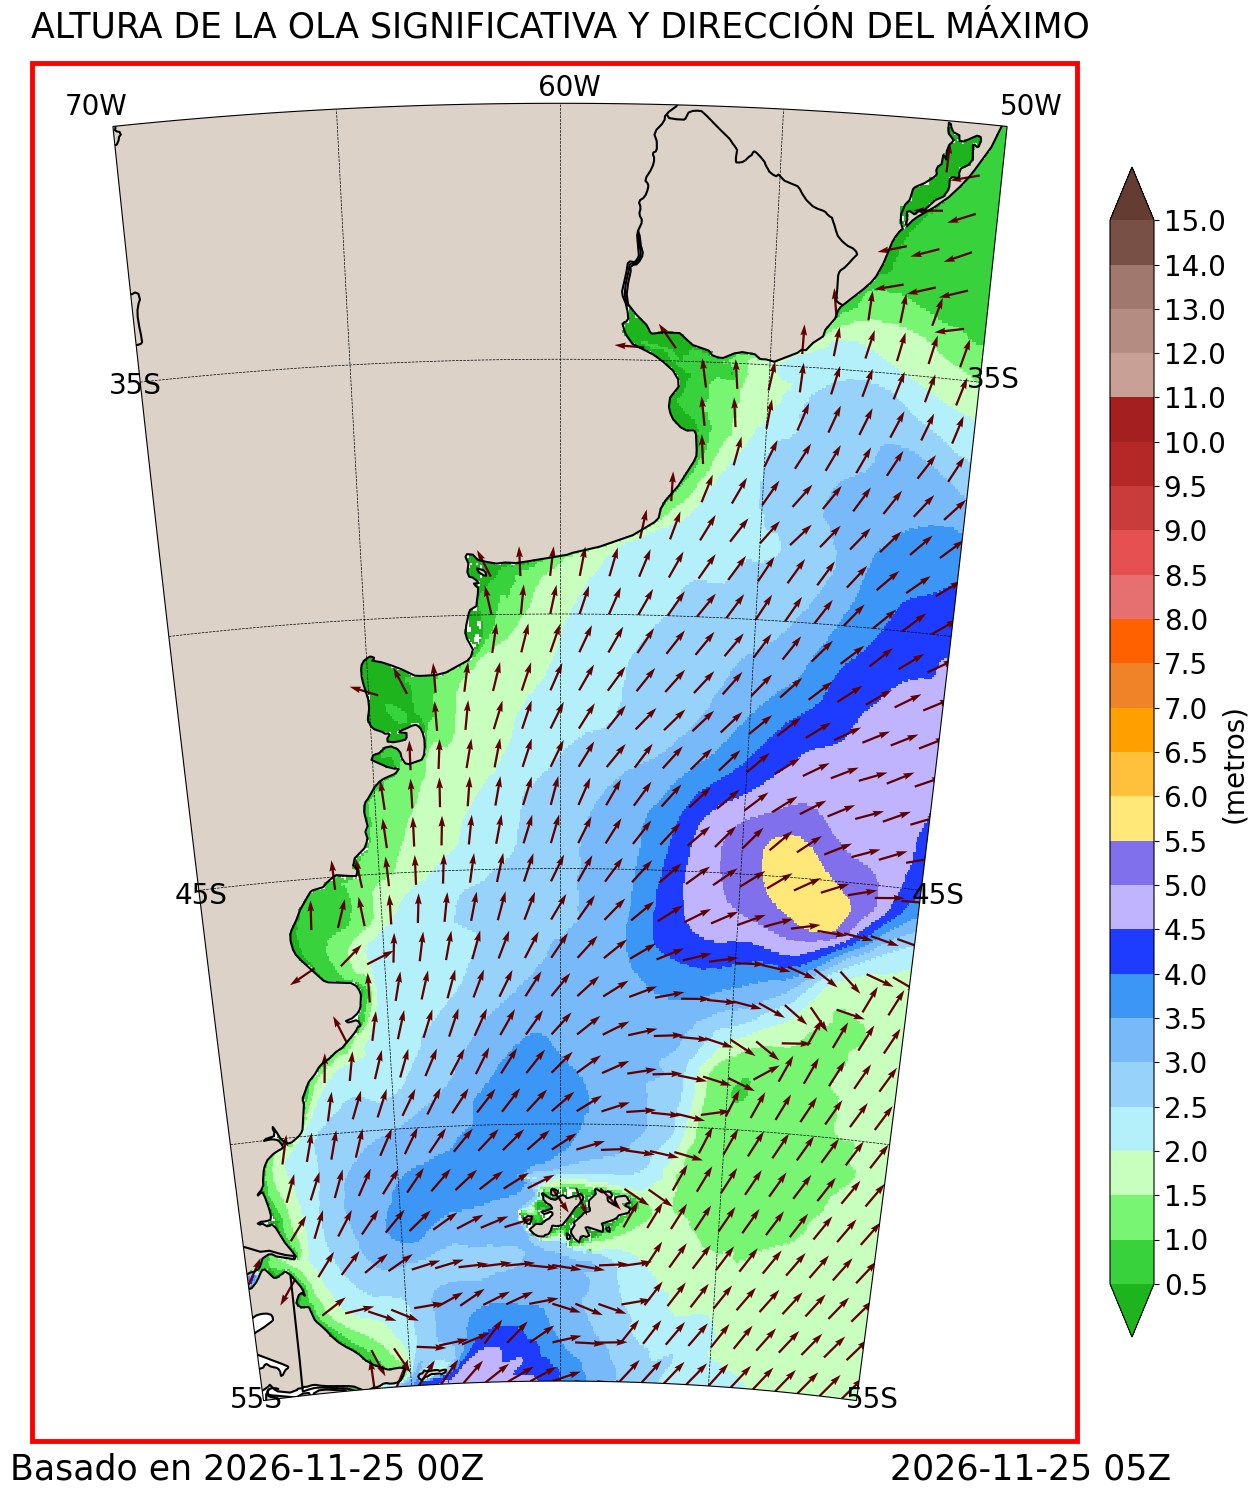 ALTURA DE LA OLA SIGNIFICATIVA Y DIRECCIÓN DEL MÁXIMO
70W
60W
50W
35S
35S
45S
45S
55S
55S
15.0
14.0
13.0
12.0
11.0
10.0
9.5
9.0
8.5
8.0
7.5
7.0
6.5
6.0
5.5
5.0
4.5
4.0
3.5
3.0
2.5
2.0
1.5
1.0
0.5
(metros)
Basado en 2026-11-25 00Z
2026-11-25 05Z